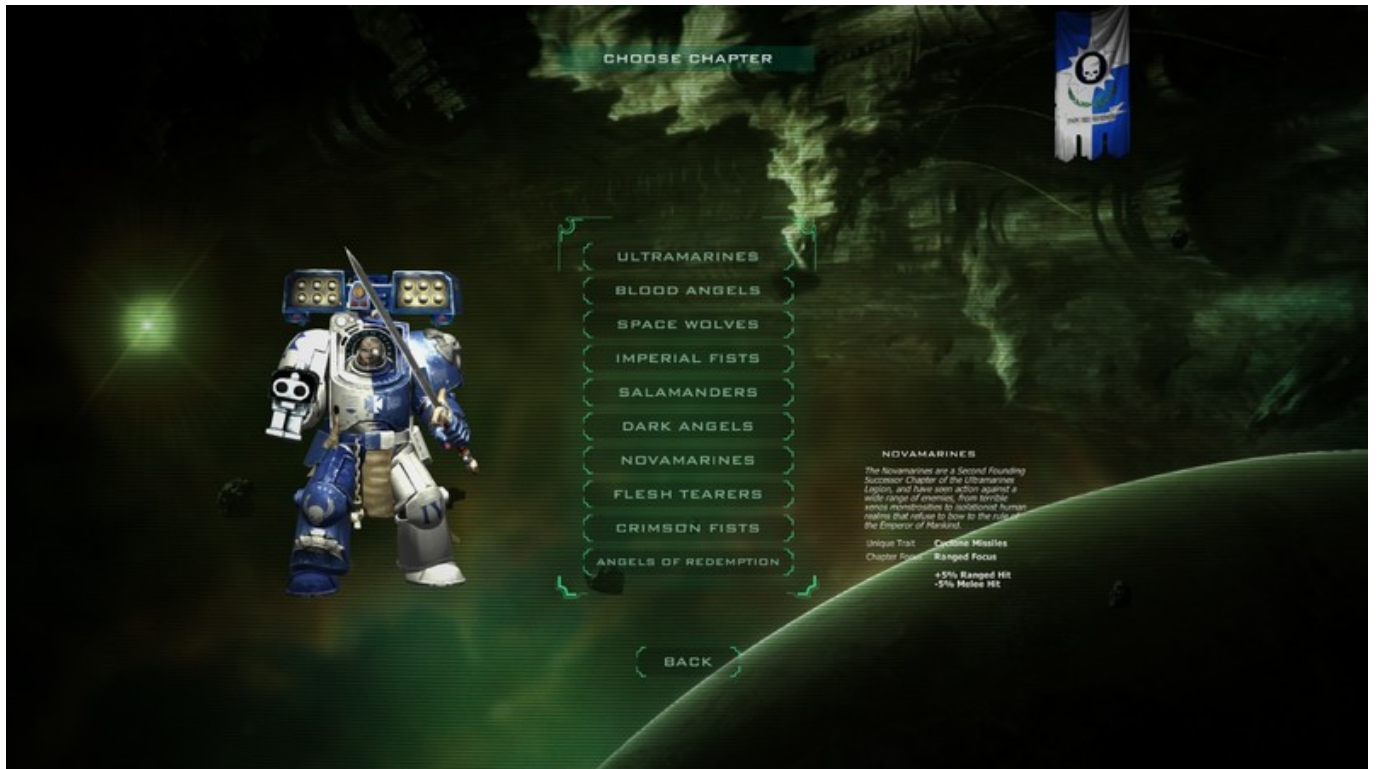 CHOOSE CHAPTER
ULTRAMARINES
BLOOD ANGELS
SPACE WOLVES
IMPERIAL FISTS
SALAMANDERS
DARK ANGELS
NOVAMARINES
FLESH TEARERS
CRIMSON FISTS
ANGELS OF REDEMPTION
BACK
NOVAMARINES
The Novamarines are a Second Founding
Successor Chapter of the Ultramarines
Legion, and have seen action against a
wide range of enemies, from terrible
xenos monstrosities to isolationist human
realms that refuse to bow to the rule of
the Emperor of Mankind.
Unique Trait Cyclone Missiles
Chapter Focus Ranged Focus
+5% Ranged Hit
-5% Melee Hit